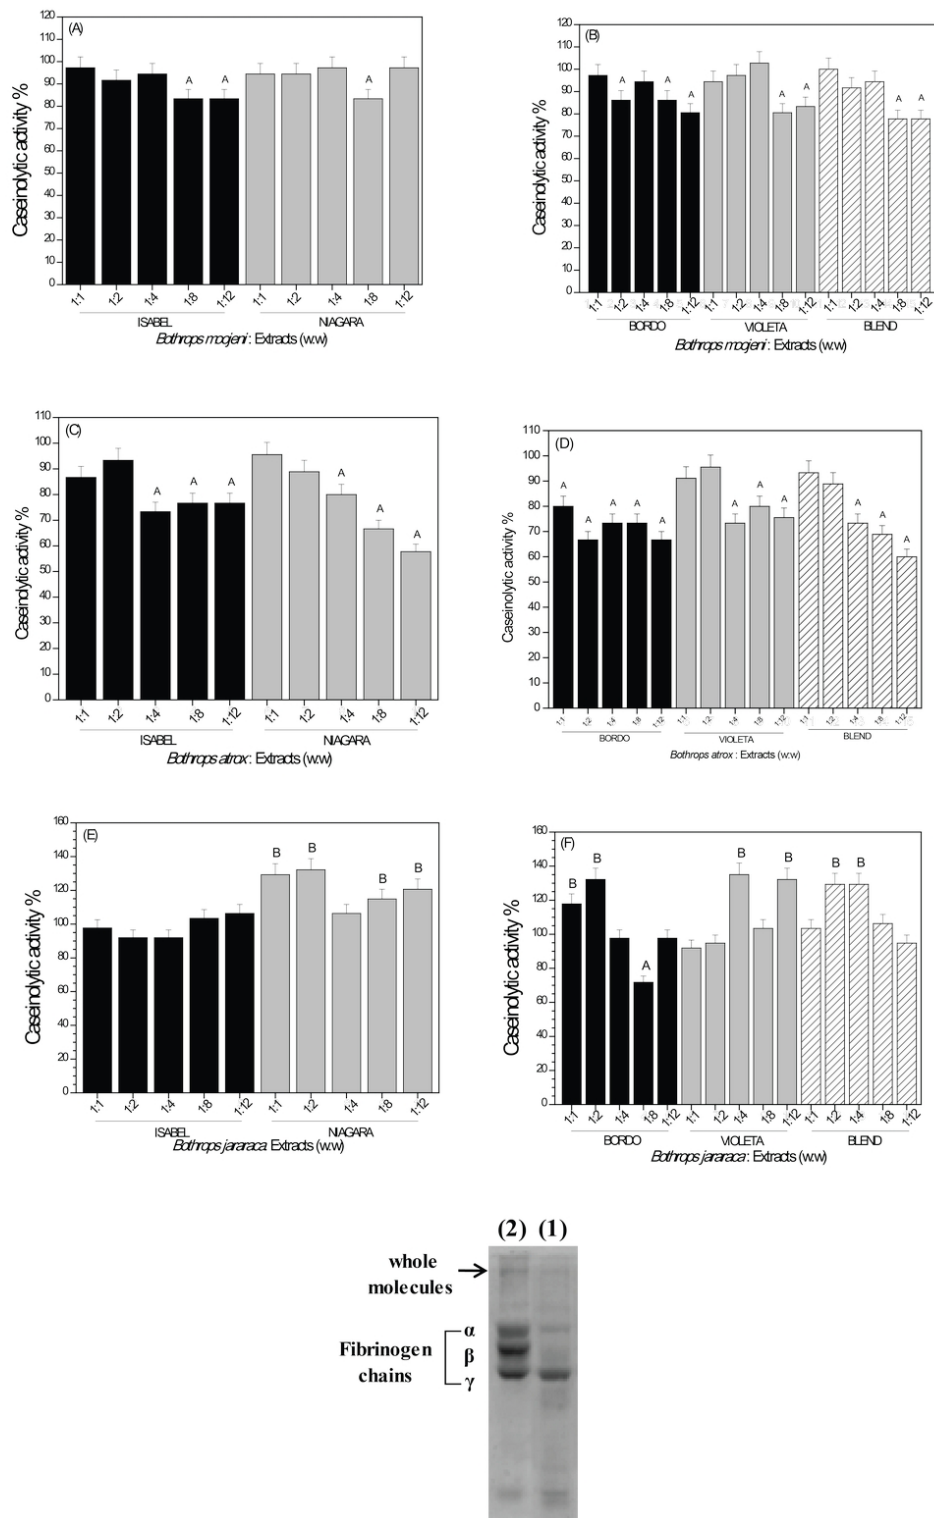 (A)
Caseinolytic activity %
120
110
100
90
80
70
60
50
40
30
20
10
0
A A A
1:1 1:2 1:4 1:8 1:12 1:1 1:2 1:4 1:8 1:12
ISABEL NIAGARA
Bothrops moojeni: Extracts (w:w)
(B)
Caseinolytic activity %
120
110
100
90
80
70
60
50
40
30
20
10
0
A A A A A A A
1:1 1:2 1:4 1:8 1:12 1:1 1:2 1:4 1:8 1:12 1:1 1:2 1:4 1:8 1:12
BORDO VIOLETA BLEND
Bothrops moojeni: Extracts (w:w)
(C)
Caseinolytic activity %
110
100
90
80
70
60
50
40
30
20
10
0
A A A A A A
1:1 1:2 1:4 1:8 1:12 1:1 1:2 1:4 1:8 1:12
ISABEL NIAGARA
Bothrops atrox: Extracts (w:w)
(D)
Caseinolytic activity %
110
100
90
80
70
60
50
40
30
20
10
0
A A A A A A A A A A A
1:1 1:2 1:4 1:8 1:12 1:1 1:2 1:4 1:8 1:12 1:1 1:2 1:4 1:8 1:12
BORDO VIOLETA BLEND
Bothrops atrox: Extracts (w:w)
(E)
Caseinolytic activity %
160
140
120
100
80
60
40
20
0
B B B B
1:1 1:2 1:4 1:8 1:12 1:1 1:2 1:4 1:8 1:12
ISABEL NIAGARA
Bothrops jararaca Extracts (w:w)
(F)
Caseinolytic activity %
160
140
120
100
80
60
40
20
0
B B A B B B B
1:1 1:2 1:4 1:8 1:12 1:1 1:2 1:4 1:8 1:12 1:1 1:2 1:4 1:8 1:12
BORDO VIOLETA BLEND
Bothrops jararaca: Extracts (w:w)
(2) (1)
whole
molecules
α
Fibrinogen β
chains
γ